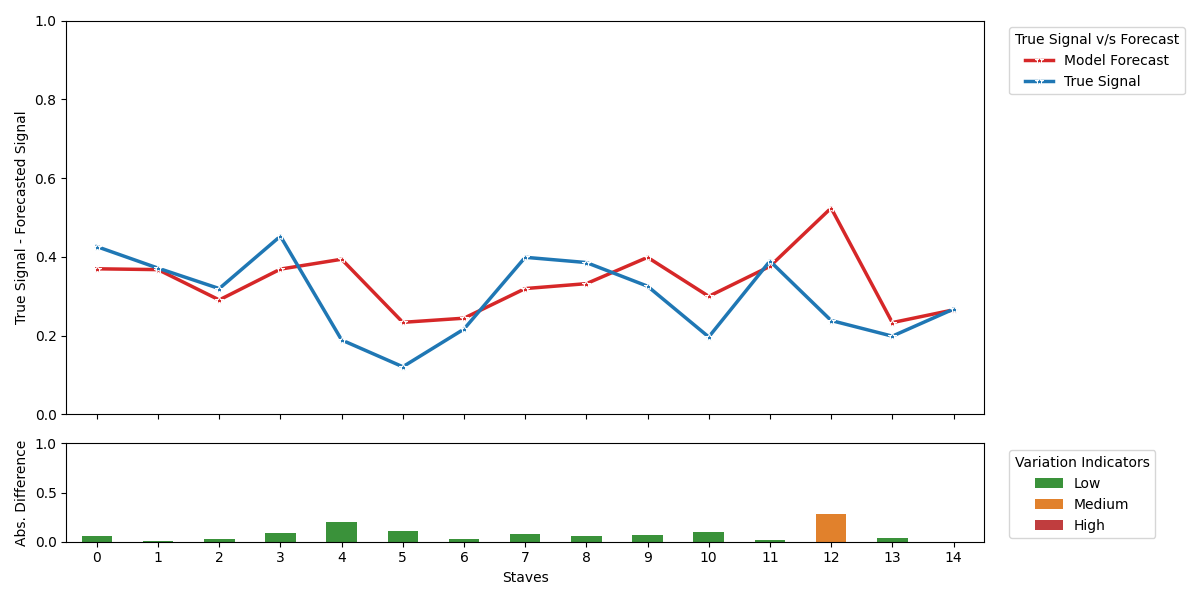 True Signal - Forecasted Signal
1.0
0.8
0.6
0.4
0.2
0.0
True Signal v/s Forecast
Model Forecast
True Signal
Abs. Difference
1.0
0.5
0.0
0 1 2 3 4 5 6 7 8 9 10 11 12 13 14
Staves
Variation Indicators
Low
Medium
High